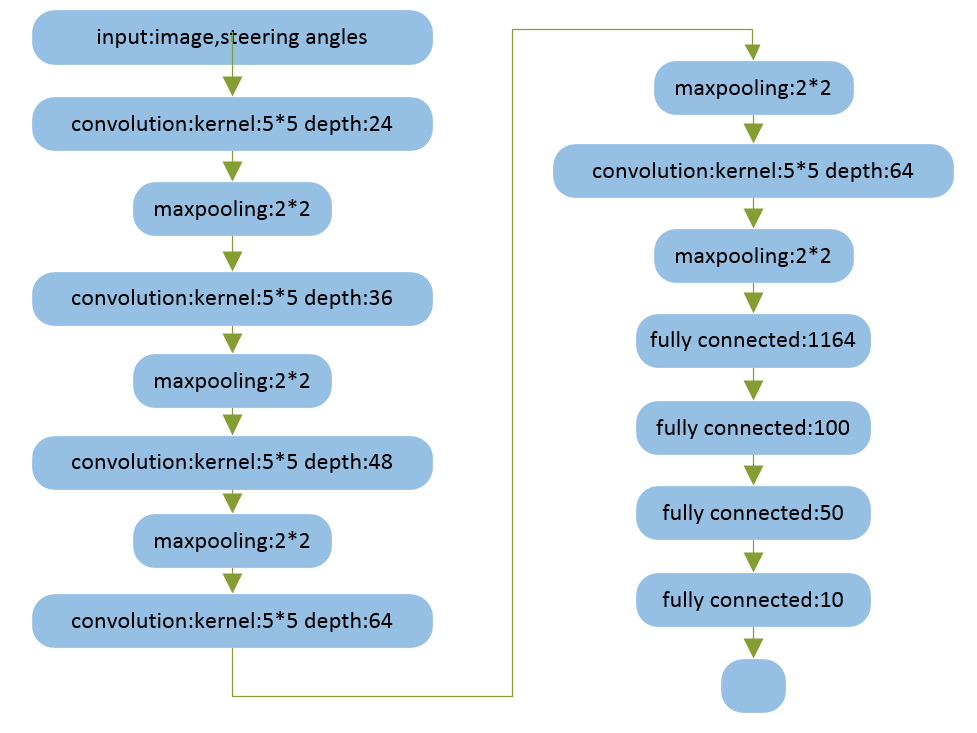 input:image,steering angles
convolution:kernel:5*5 depth:24
maxpooling:2*2
convolution:kernel:5*5 depth:36
maxpooling:2*2
convolution:kernel:5*5 depth:48
maxpooling:2*2
convolution:kernel:5*5 depth:64
maxpooling:2*2
convolution:kernel:5*5 depth:64
maxpooling:2*2
fully connected:1164
fully connected:100
fully connected:50
fully connected:10